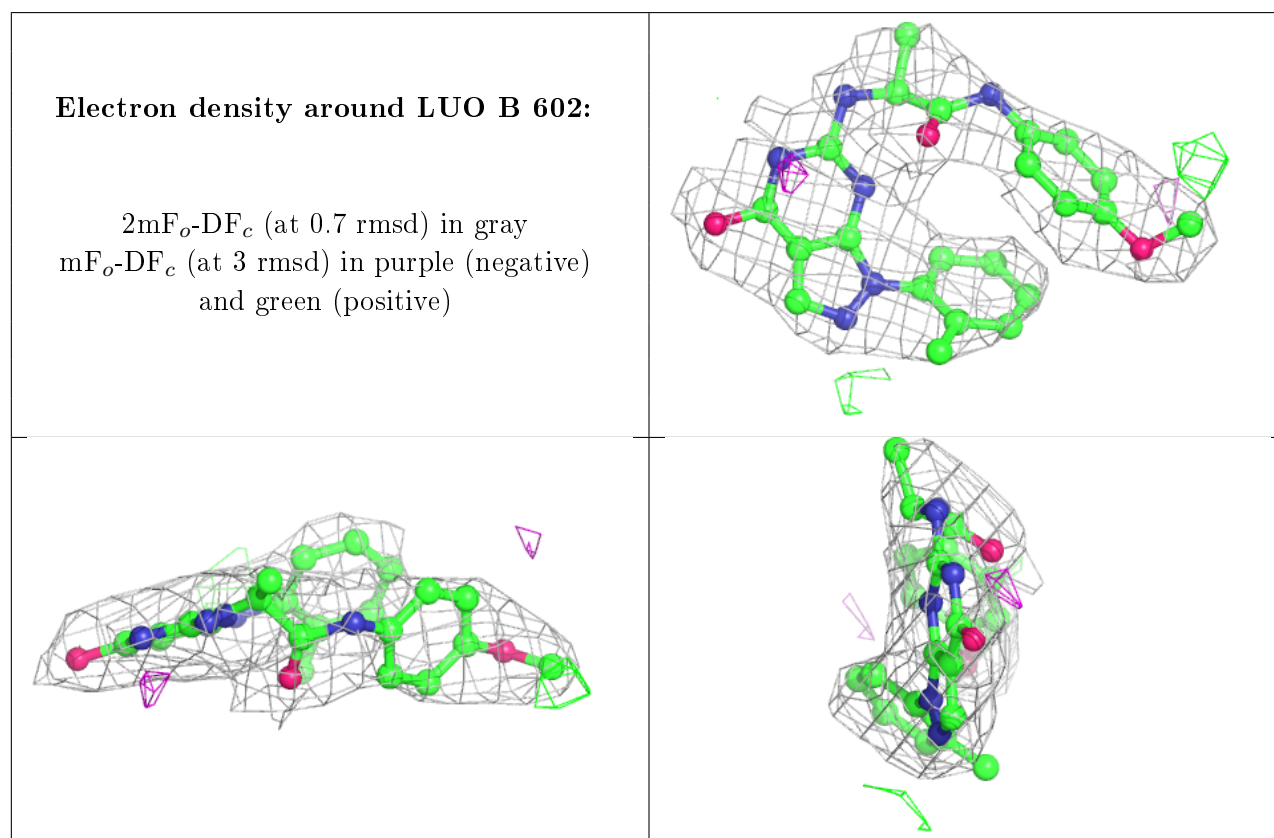 Electron density around LUO B 602:
2mFo-DFc (at 0.7 rmsd) in gray
mFo-DFc (at 3 rmsd) in purple (negative)
and green (positive)